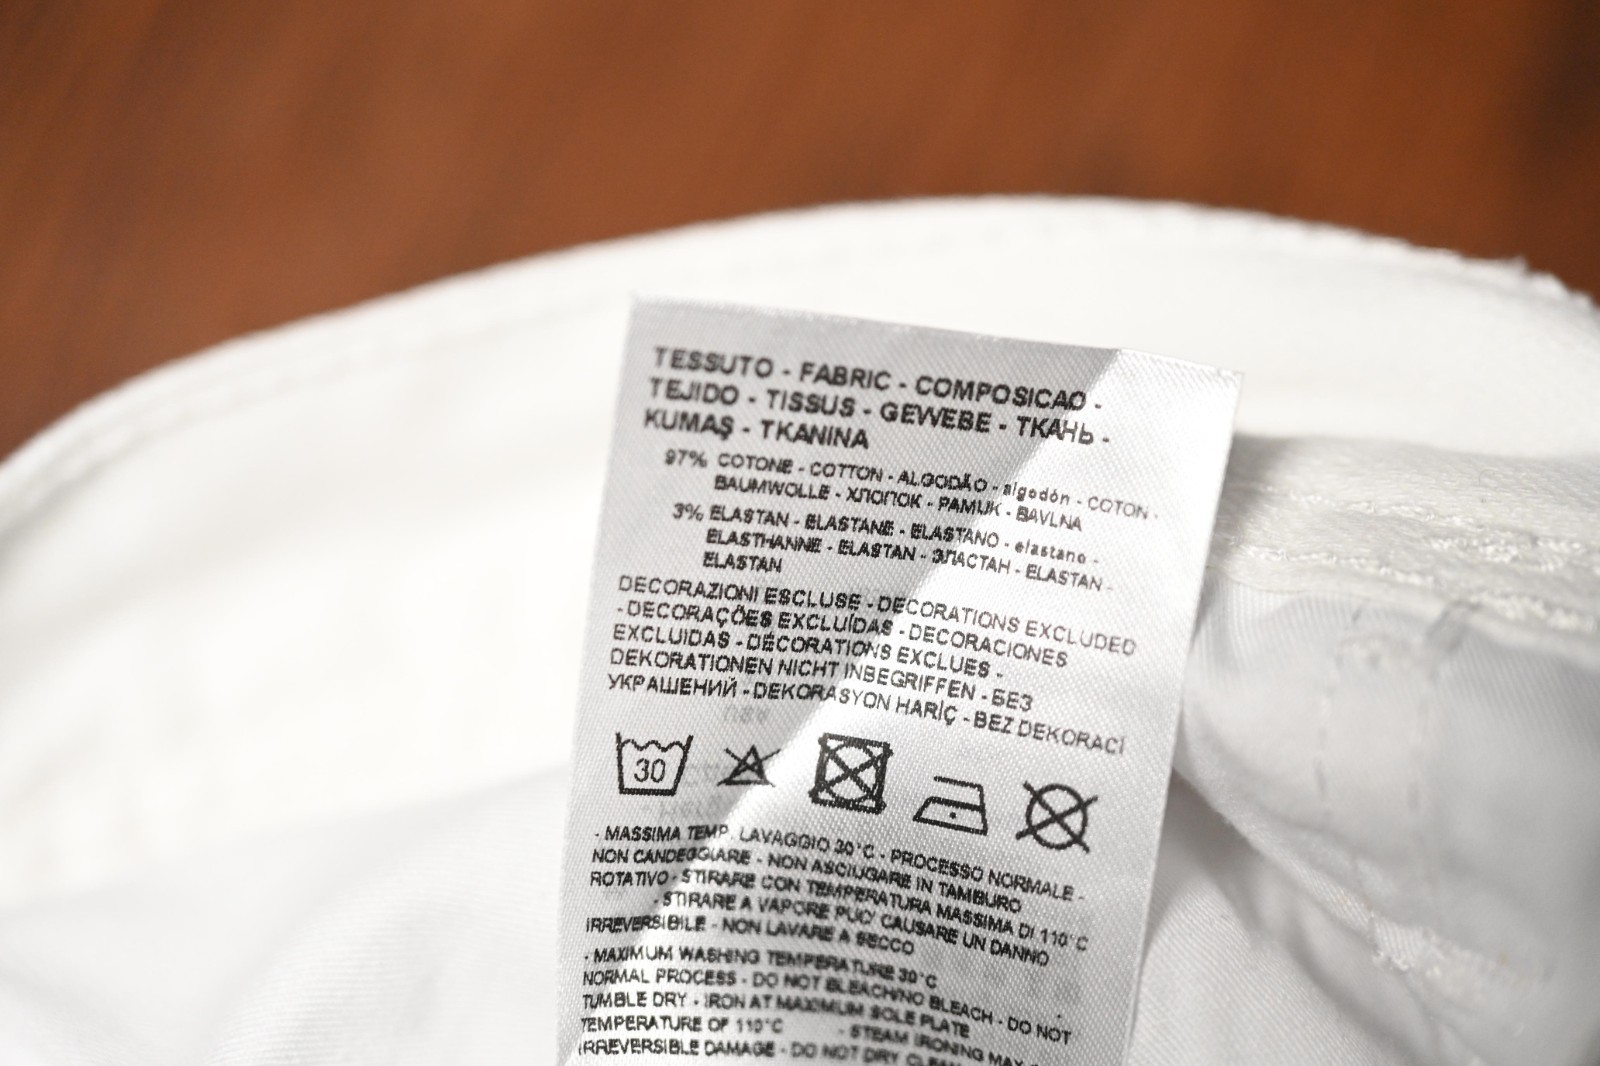 TESSUTO - FABRIC - COMPOSICAO -
TEJIDO - TISSUS - GEWEBE - ТКАНЬ -
KUMAŞ - TKANINA
97% COTONE - COTTON - ALGODÃO - algodón - COTON -
BAUMWOLLE - ХЛОПОК - PAMUK - BAVLNA
3% ELASTAN - ELASTANE - ELASTANO - elastano -
ELASTHANNE - ELASTAN - ЭЛАСТАН - ELASTAN -
ELASTAN
DECORAZIONI ESCLUSE - DECORATIONS EXCLUDED
- DECORAÇÕES EXCLUÍDAS - DECORACIONES
EXCLUIDAS - DÉCORATIONS EXCLUES -
DEKORATIONEN NICHT INBEGRIFFEN - БЕЗ
УКРАШЕНИЙ - DEKORASYON HARİÇ - BEZ DEKORACÍ
30
- MASSIMA TEMP. LAVAGGIO 30°C - PROCESSO NORMALE -
NON CANDEGGIARE - NON ASCIUGARE IN TAMBURO
ROTATIVO - STIRARE CON TEMPERATURA MASSIMA DI 110°C
- STIRARE A VAPORE PUO' CAUSARE UN DANNO
IRREVERSIBILE - NON LAVARE A SECCO
- MAXIMUM WASHING TEMPERATURE 30°C
NORMAL PROCESS - DO NOT BLEACH/NO BLEACH - DO NOT
TUMBLE DRY - IRON AT MAXIMUM SOLE PLATE
TEMPERATURE OF 110°C - STEAM IRONING MAY
IRREVERSIBLE DAMAGE - DO NOT DRY CLEAN